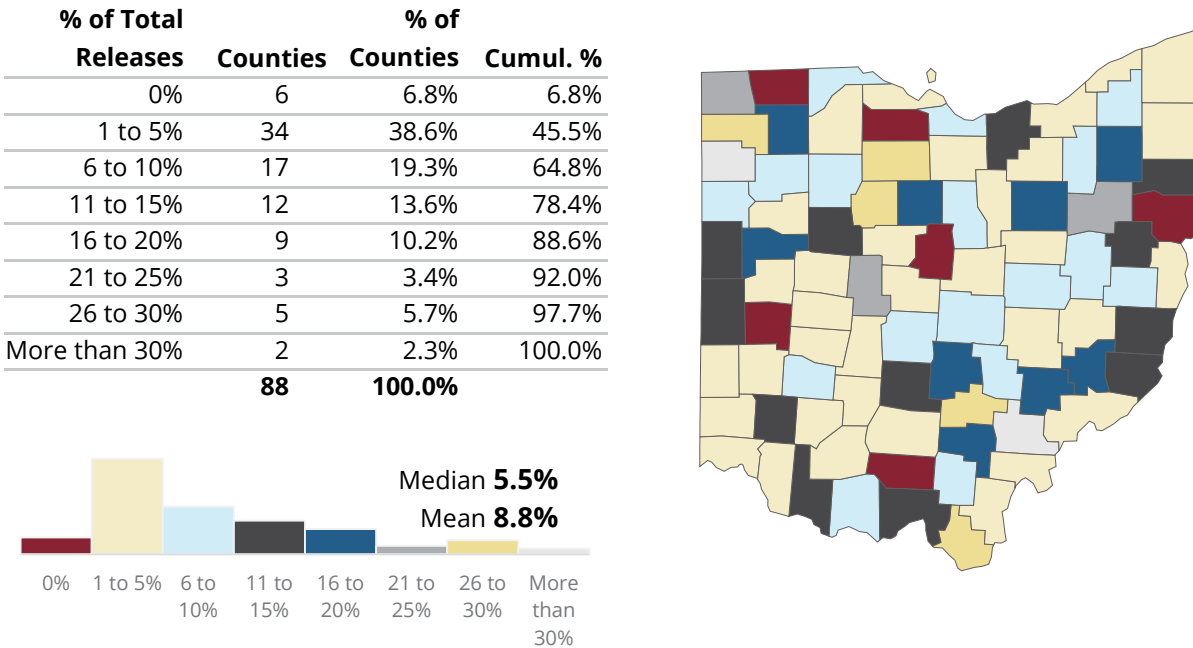 % of Total % of
Releases Counties Counties Cumul. %
0% 6 6.8% 6.8%
1 to 5% 34 38.6% 45.5%
6 to 10% 17 19.3% 64.8%
11 to 15% 12 13.6% 78.4%
16 to 20% 9 10.2% 88.6%
21 to 25% 3 3.4% 92.0%
26 to 30% 5 5.7% 97.7%
More than 30% 2 2.3% 100.0%
88 100.0%
Median 5.5%
Mean 8.8%
0% 1 to 5% 6 to 11 to 16 to 21 to 26 to More
10% 15% 20% 25% 30% than
30%